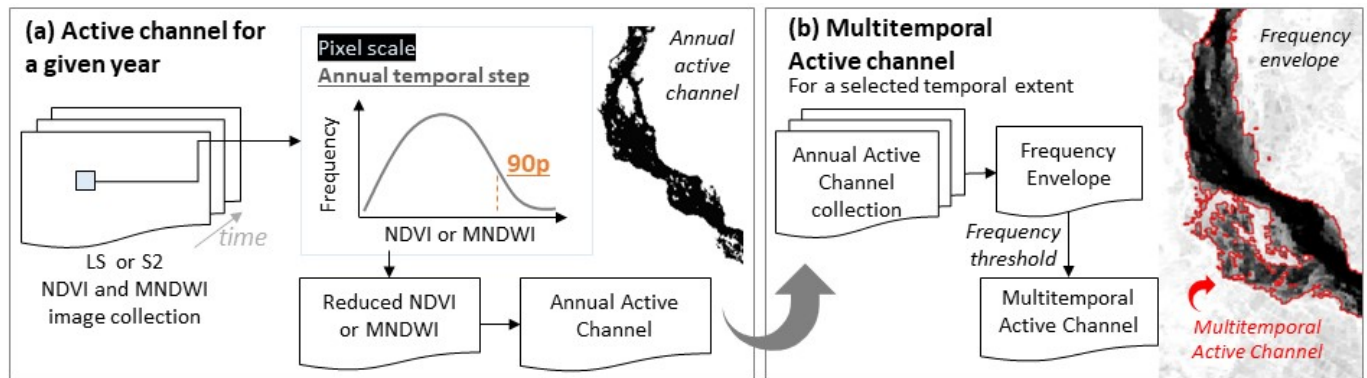 (a) Active channel for
a given year
Pixel scale
Annual temporal step
Frequency
90p
NDVI or MNDWI
Annual
active
channel
time
LS or S2
NDVI and MNDWI
image collection
Reduced NDVI
or MNDWI
Annual Active
Channel
(b) Multitemporal
Active channel
For a selected temporal extent
Annual Active
Channel
collection
Frequency
Envelope
Frequency
threshold
Multitemporal
Active Channel
Frequency
envelope
Multitemporal
Active Channel